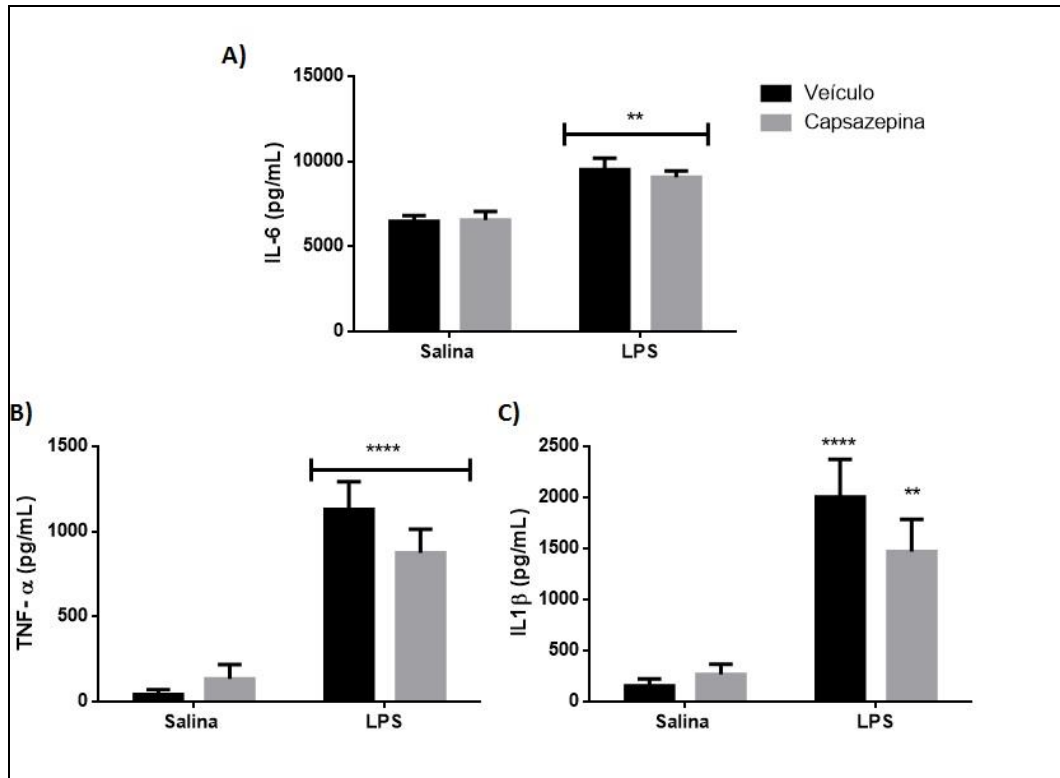 A)
IL-6 (pg/mL)
15000
10000
5000
0
**
Salina
LPS
Veículo
Capsazepina
B)
TNF- α (pg/mL)
1500
1000
500
0
****
Salina
LPS
C)
IL1β (pg/mL)
2500
2000
1500
1000
500
0
****
**
Salina
LPS